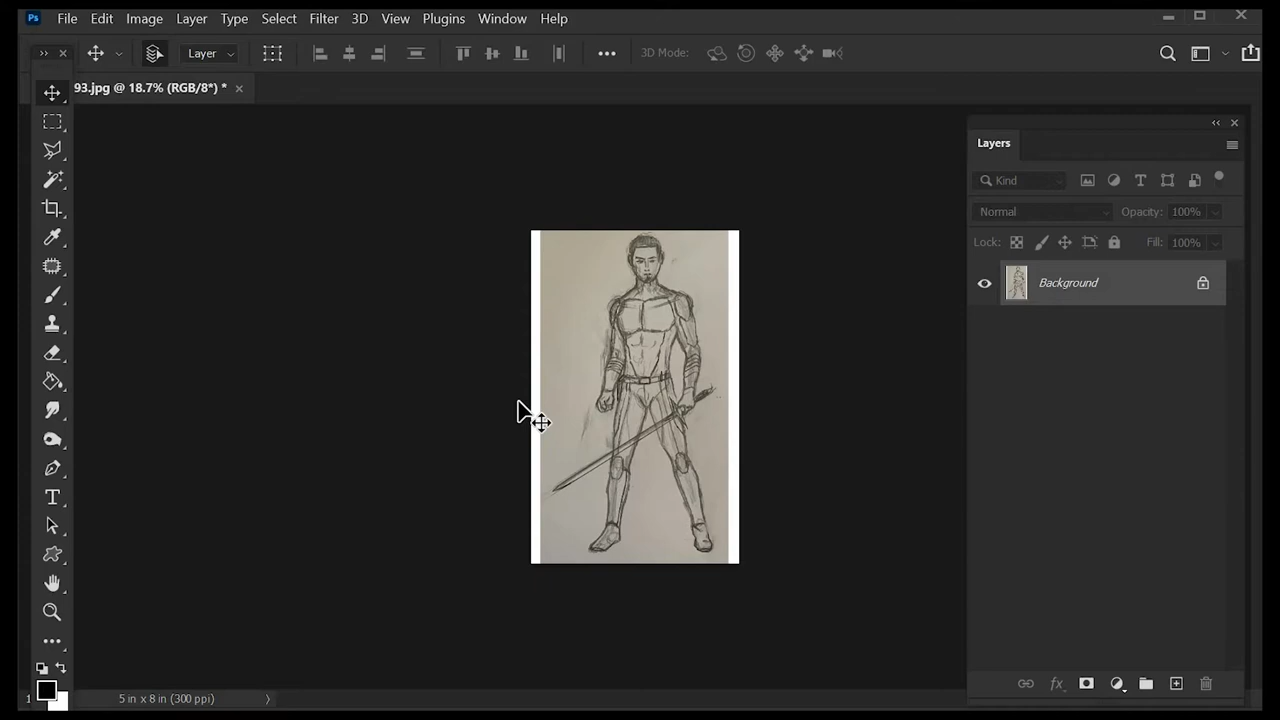 Ps File Edit Image Layer Type Select Filter 3D View Plugins Window Help
Layer 3D Mode:
93.jpg @ 18.7% (RGB/8*) *
Layers
Kind
Normal Opacity: 100%
Lock: Fill: 100%
Background
5 in x 8 in (300 ppi)